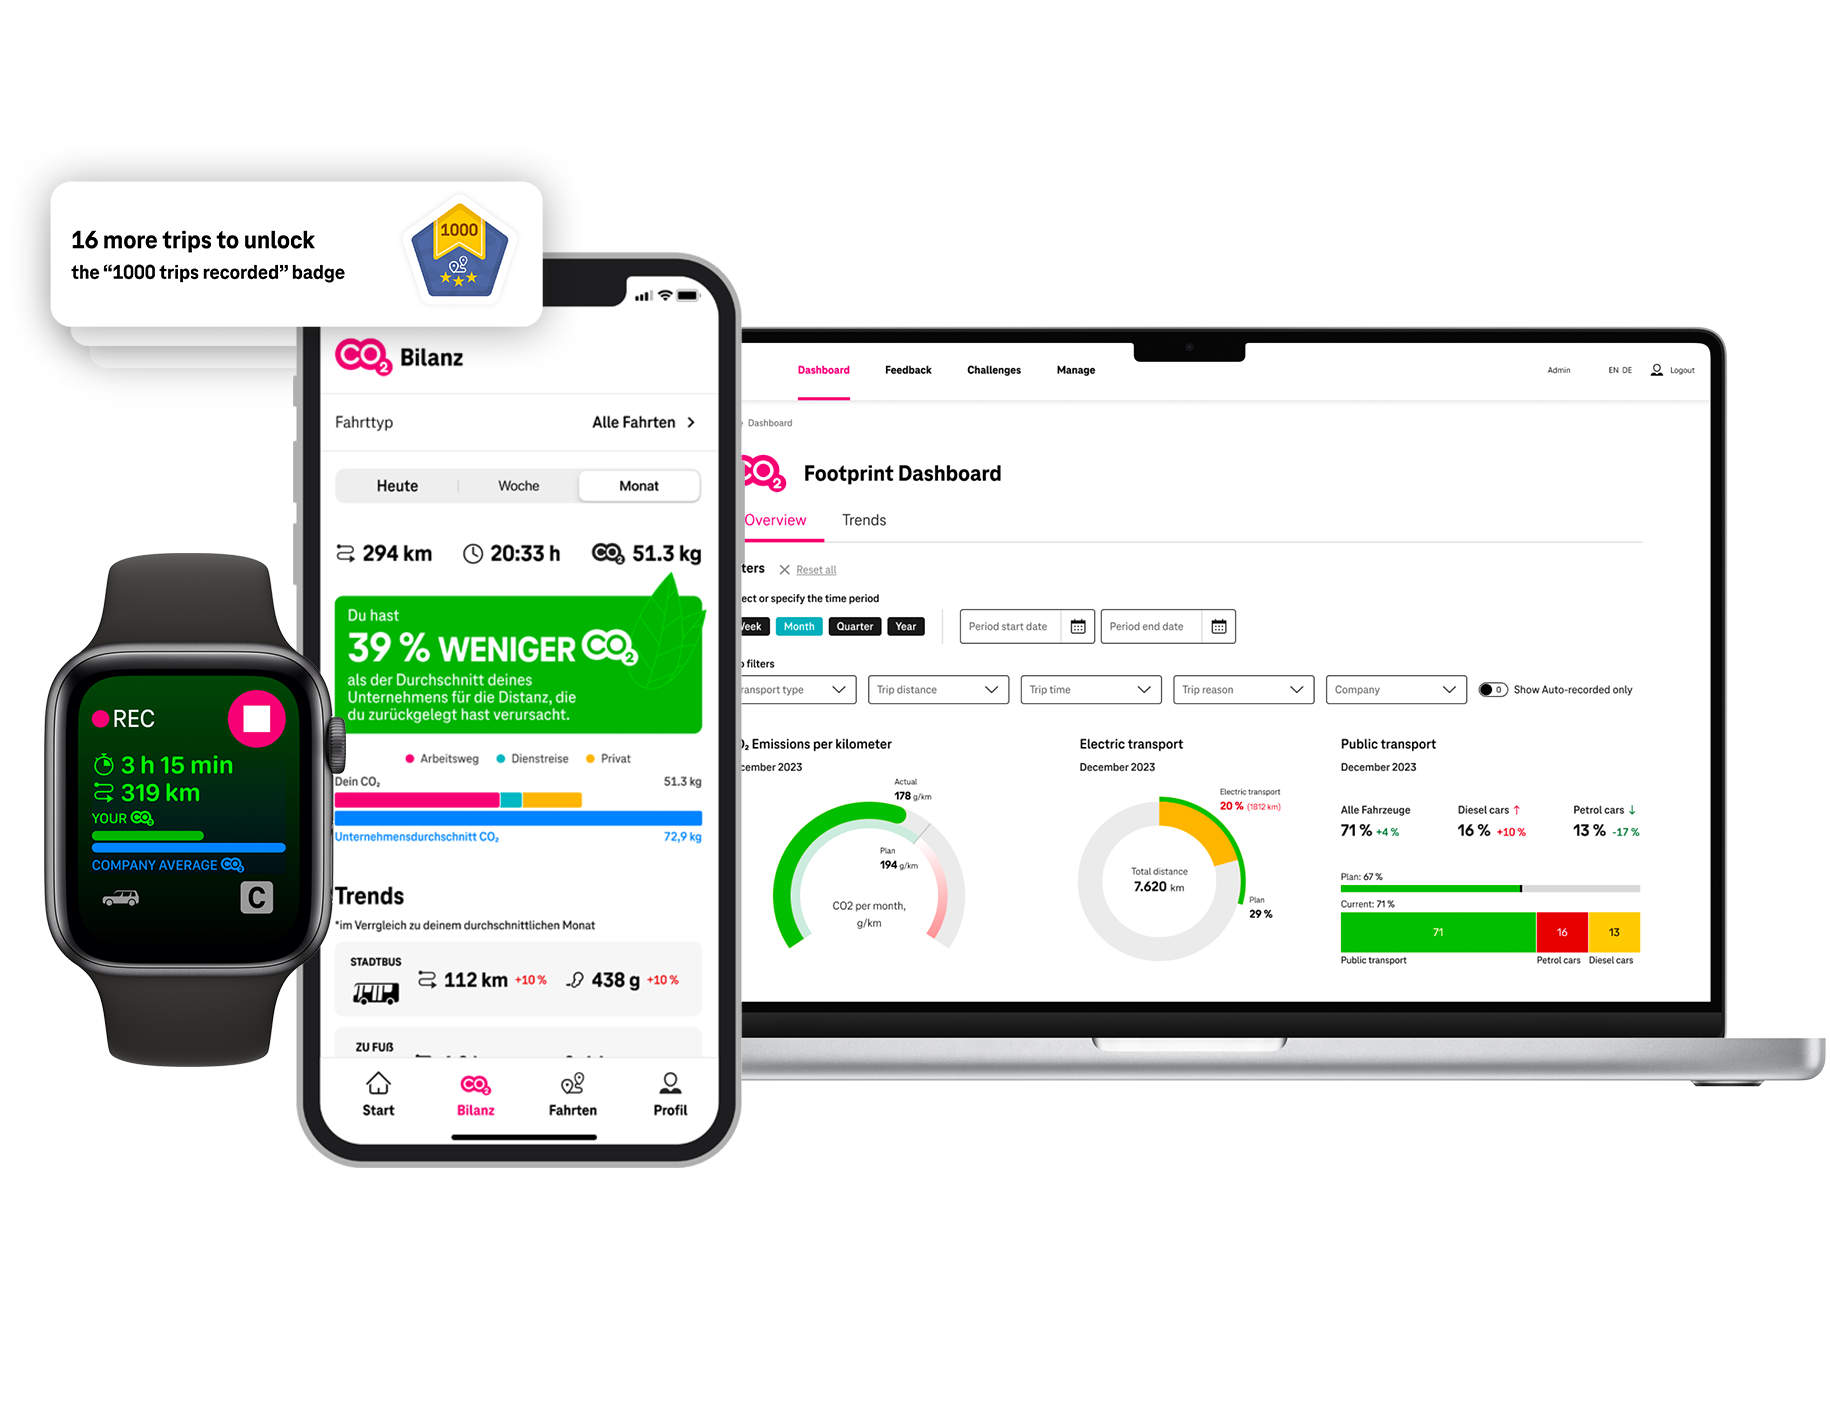 16 more trips to unlock
the “1000 trips recorded” badge
1000
CO2 Bilanz
Fahrttyp
Alle Fahrten
Heute
Woche
Monat
294 km
20:33 h
CO2 51.3 kg
Du hast
39 % WENIGER CO2
als der Durchschnitt deines
Unternehmens für die Distanz, die
du zurückgelegt hast verursacht.
Arbeitsweg
Dienstreise
Privat
Dein CO₂
51.3 kg
Unternehmensdurchschnitt CO₂
72,9 kg
Trends
*im Verrgleich zu deinem durchschnittlichen Monat
STADTBUS
112 km +10 %
438 g +10 %
ZU FUß
Start
Bilanz
Fahrten
Profil
REC
3 h 15 min
319 km
YOUR CO2
COMPANY AVERAGE CO2
C
Dashboard
Feedback
Challenges
Manage
Admin
EN DE
Logout
Dashboard
CO2 Footprint Dashboard
Overview
Trends
ters
Reset all
ect or specify the time period
eek
Month
Quarter
Year
Period start date
Period end date
filters
ransport type
Trip distance
Trip time
Trip reason
Company
0
Show Auto-recorded only
₂ Emissions per kilometer
cember 2023
Actual
178 g/km
Plan
194 g/km
CO2 per month,
g/km
Electric transport
December 2023
Electric transport
20 % (1812 km)
Total distance
7.620 km
Plan
29 %
Public transport
December 2023
Alle Fahrzeuge
71 % +4 %
Diesel cars ↑
16 % +10 %
Petrol cars ↓
13 % -17 %
Plan: 67 %
Current: 71 %
71
16
13
Public transport
Petrol cars
Diesel cars